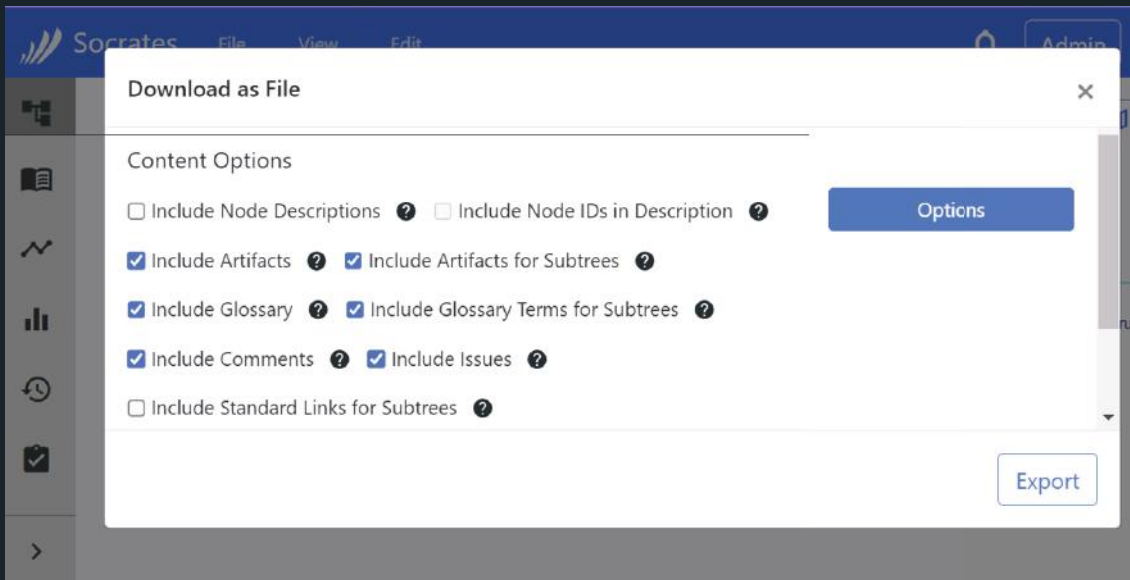 Socrates File View Edit Admin
Download as File ×
Content Options
Include Node Descriptions ? Include Node IDs in Description ? Options
Include Artifacts ? Include Artifacts for Subtrees ?
Include Glossary ? Include Glossary Terms for Subtrees ?
Include Comments ? Include Issues ?
Include Standard Links for Subtrees ?
Export